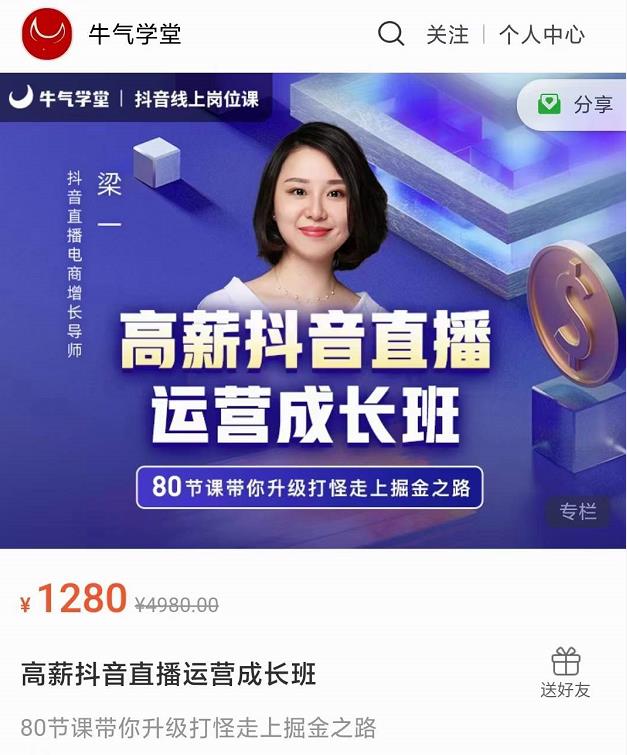 牛气学堂
关注
个人中心
牛气学堂 | 抖音线上岗位课
分享
梁一
抖音直播电商增长导师
高薪抖音直播
运营成长班
80节课带你升级打怪走上掘金之路
专栏
¥1280 ¥4980.00
高薪抖音直播运营成长班
送好友
80节课带你升级打怪走上掘金之路